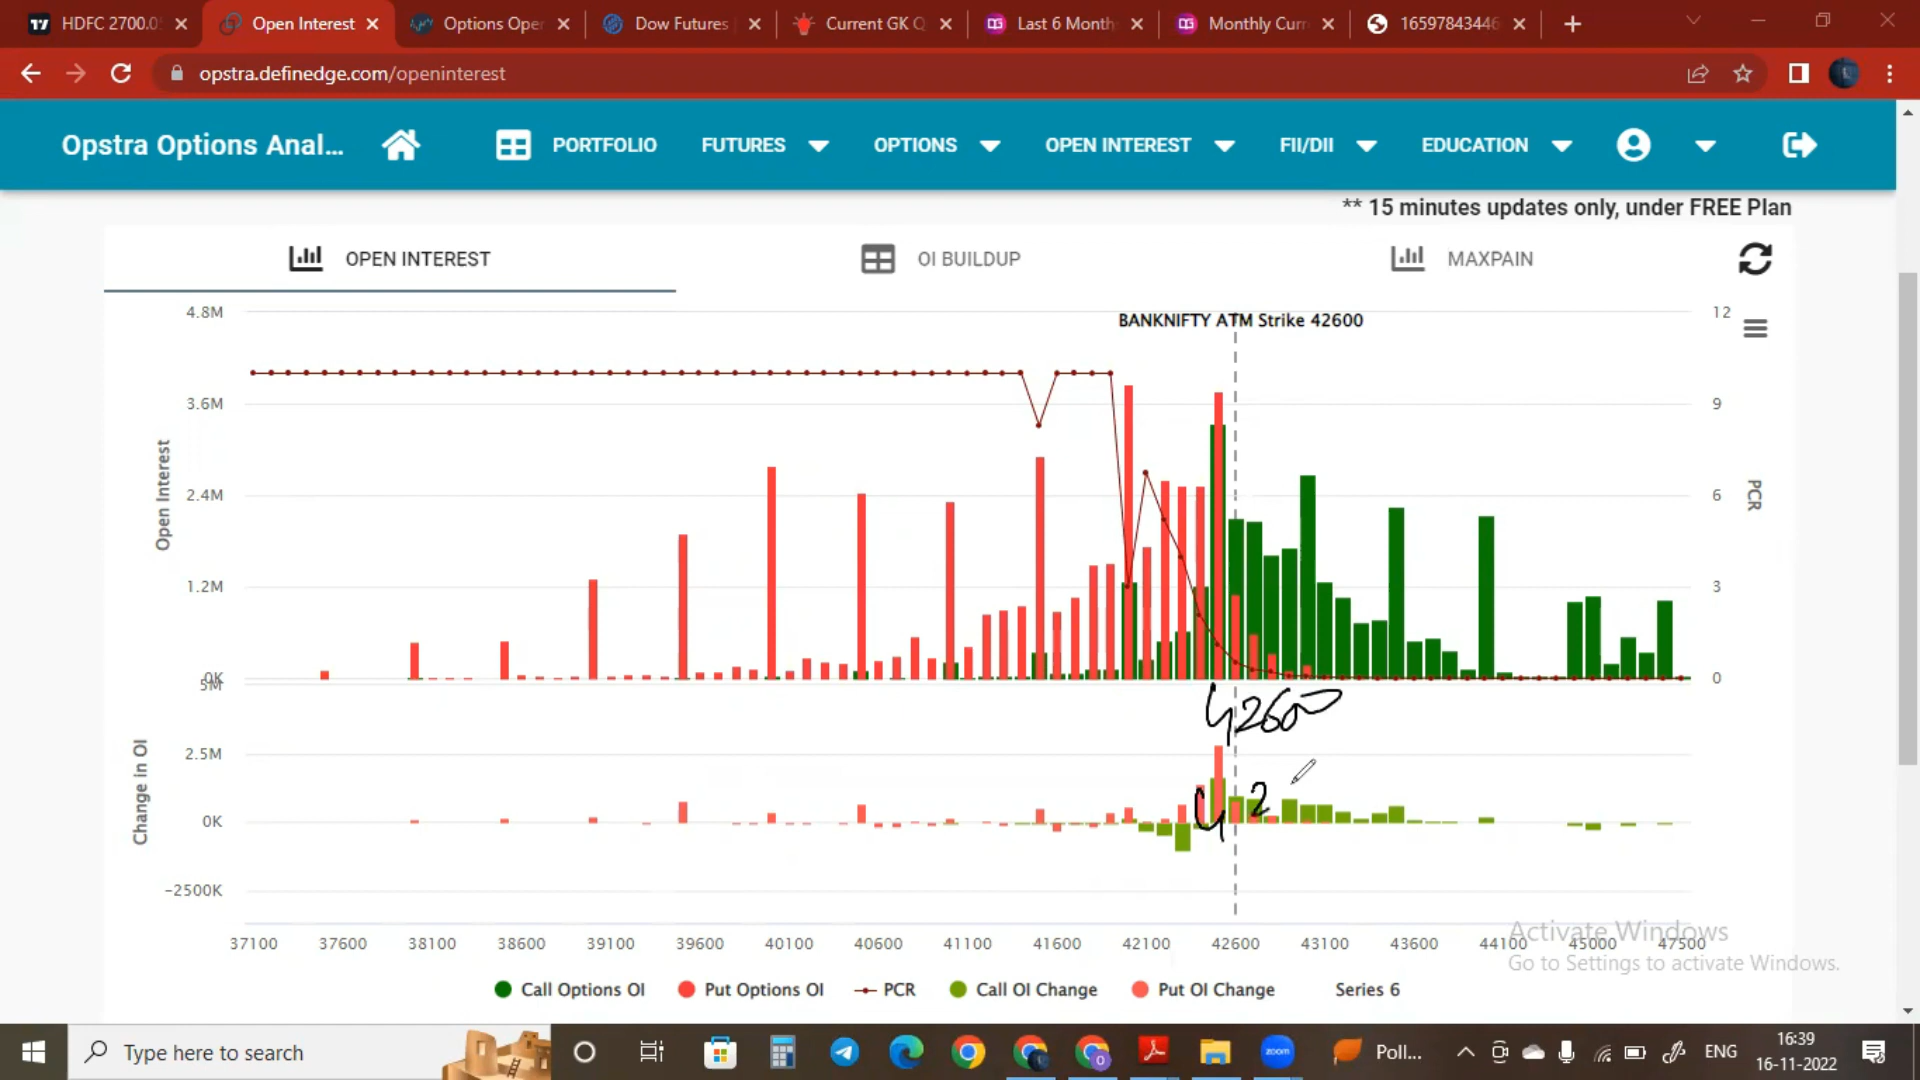 HDFC 2700.0
Open Interest
Options Ope
Dow Futures
Current GK Q
Last 6 Month
Monthly Curr
16597843446
opstra.definedge.com/openinterest
Opstra Options Anal...
PORTFOLIO
FUTURES
OPTIONS
OPEN INTEREST
FII/DII
EDUCATION
** 15 minutes updates only, under FREE Plan
OPEN INTEREST
OI BUILDUP
MAXPAIN
BANKNIFTY ATM Strike 42600
4.8M
3.6M
2.4M
1.2M
0K
Open Interest
12
9
6
3
0
PCR
5M
2.5M
0K
-2500K
Change in OI
42600
42
37100 37600 38100 38600 39100 39600 40100 40600 41100 41600 42100 42600 43100 43600 44100 45000 47500
Call Options OI
Put Options OI
PCR
Call OI Change
Put OI Change
Series 6
Activate Windows
Go to Settings to activate Windows.
Type here to search
zoom
Poll...
ENG
16:39
16-11-2022